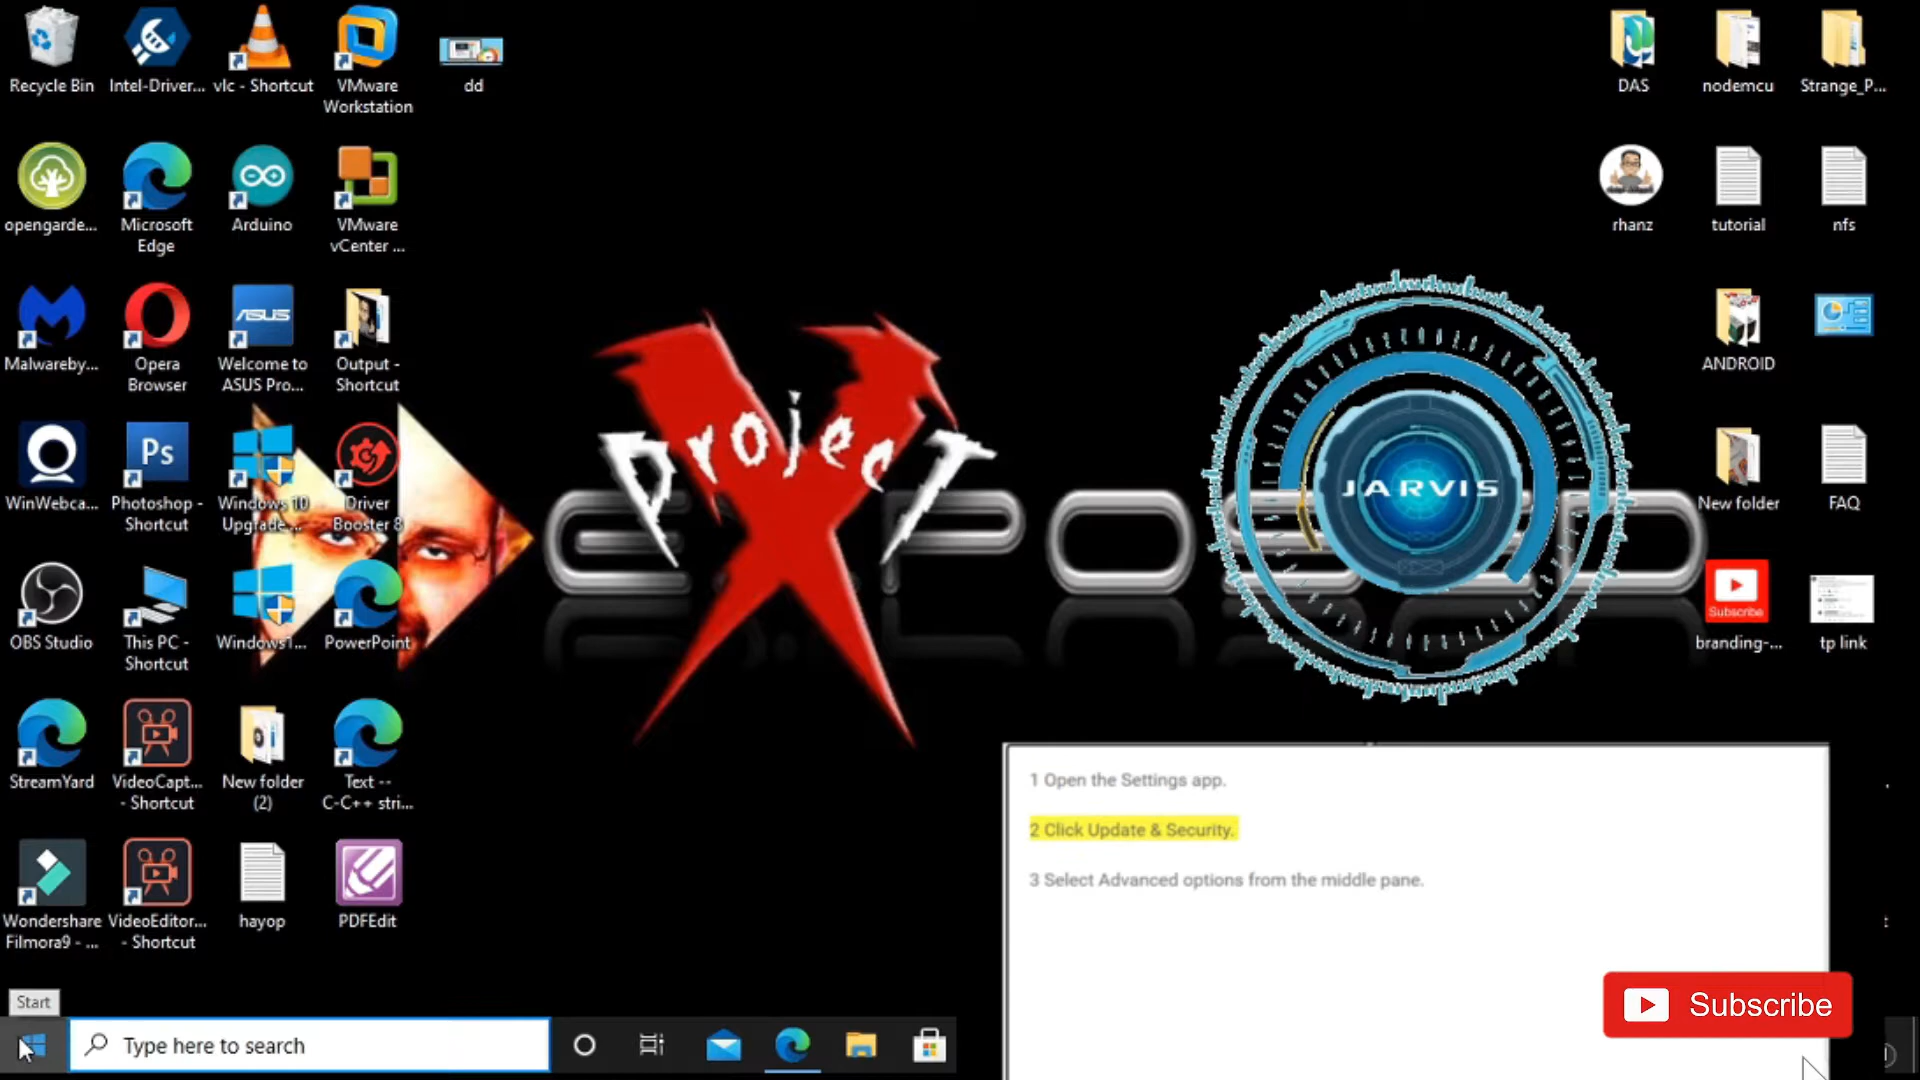 Recycle Bin
Intel-Driver...
vlc - Shortcut
VMware
Workstation
dd
DAS
nodemcu
Strange_P...
opengarde...
Microsoft
Edge
Arduino
VMware
vCenter ...
rhanz
tutorial
nfs
Malwareby...
Opera
Browser
ASUS
Welcome to
ASUS Pro...
Output -
Shortcut
ANDROID
WinWebca...
Ps
Photoshop -
Shortcut
Windows 10
Upgrade ...
Driver
Booster 8
Project
JARVIS
New folder
FAQ
OBS Studio
This PC -
Shortcut
Windows1...
PowerPoint
Subscribe
branding-...
tp link
StreamYard
VideoCapt...
- Shortcut
New folder
(2)
Text --
C-C++ stri...
1 Open the Settings app.
2 Click Update & Security.
3 Select Advanced options from the middle pane.
Wondershare
Filmora9 - ...
VideoEditor...
- Shortcut
hayop
PDFEdit
Start
Subscribe
Type here to search